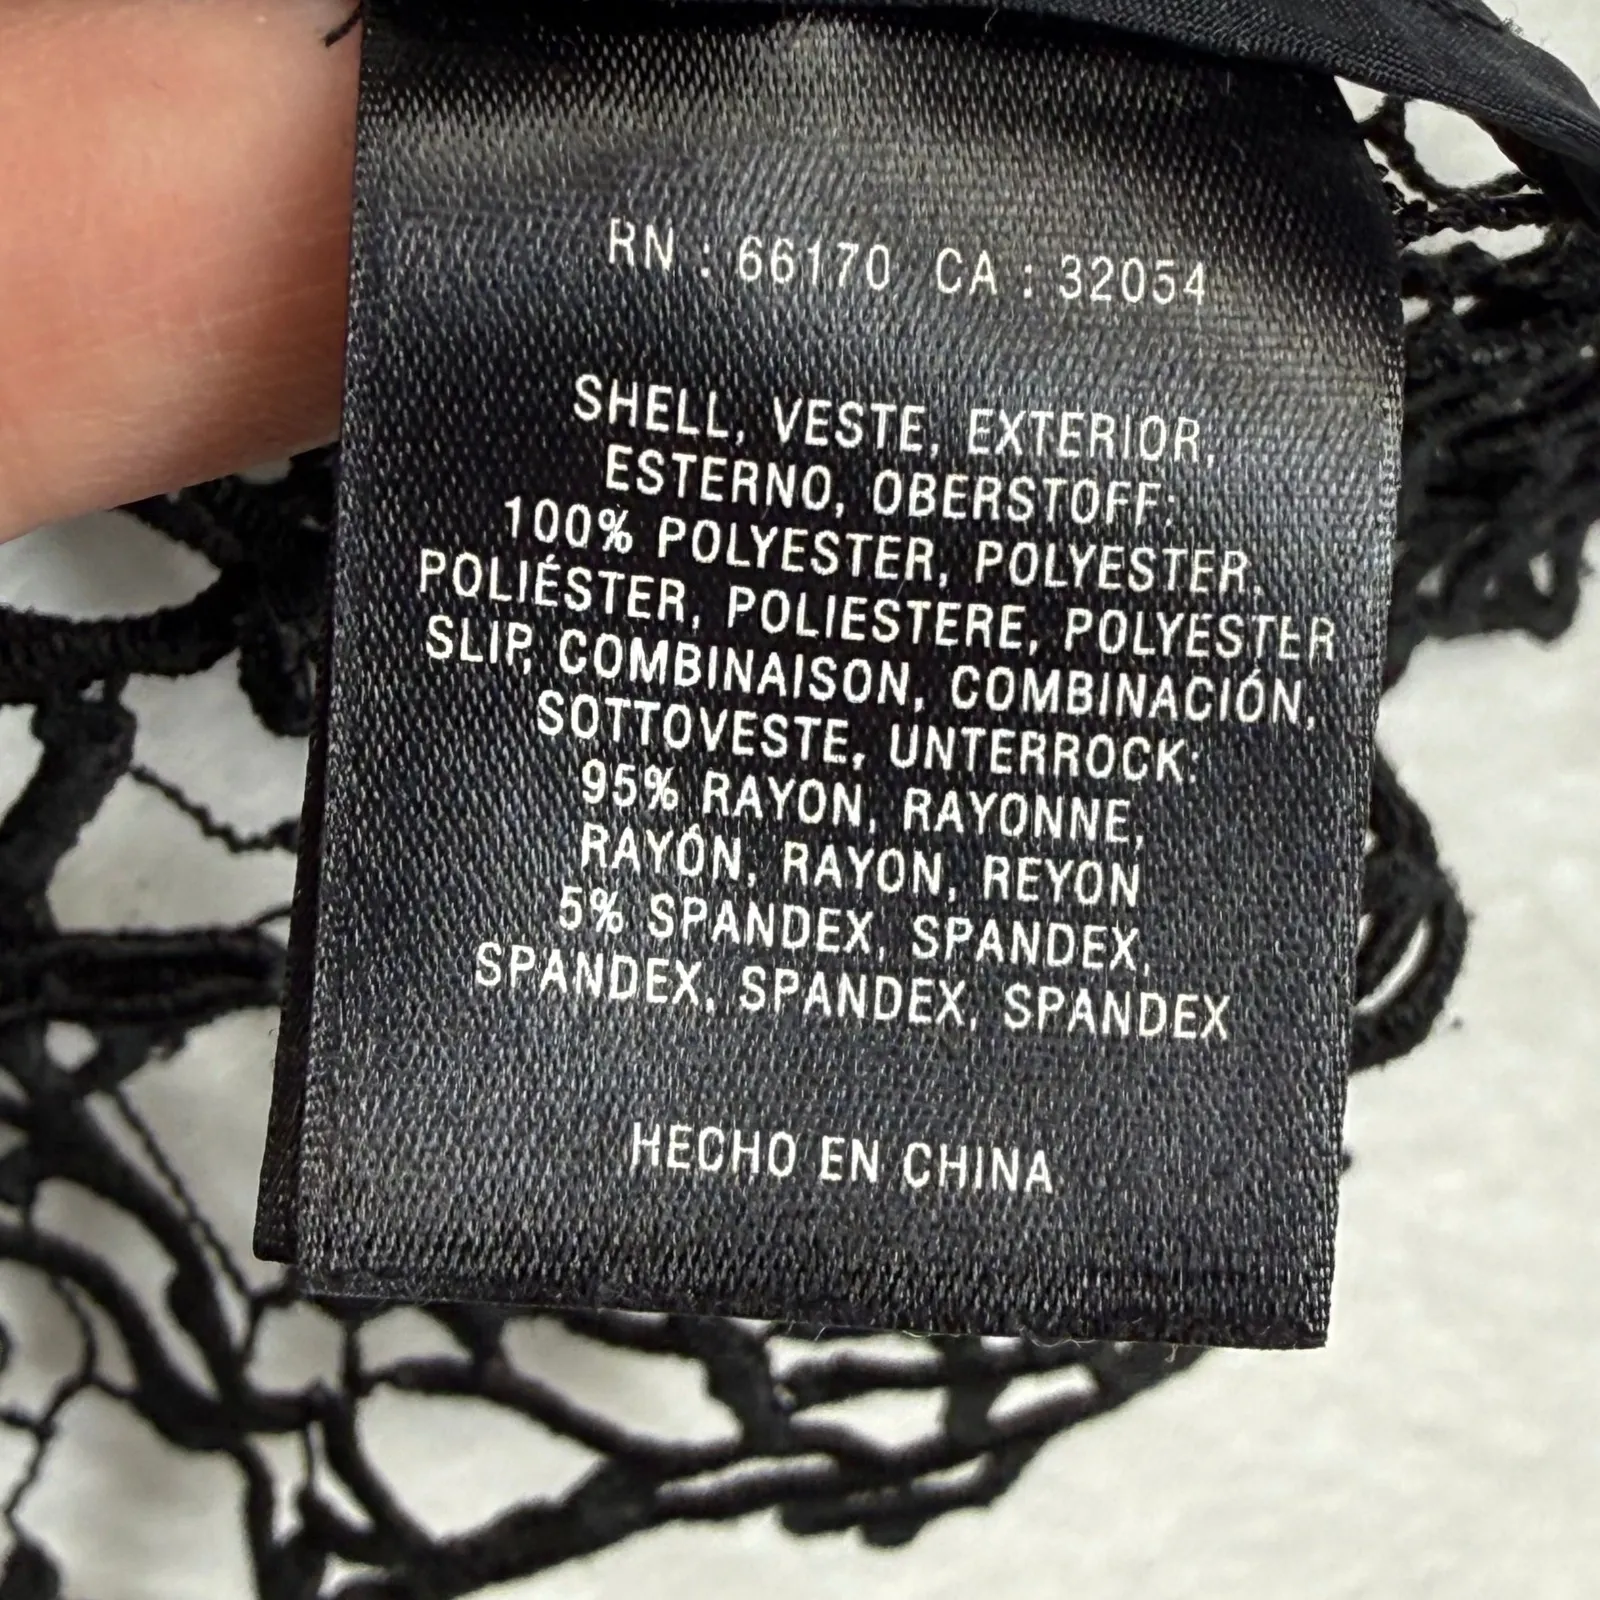 RN : 66170 CA : 32054
SHELL, VESTE, EXTERIOR,
ESTERNO, OBERSTOFF:
100% POLYESTER, POLYESTER,
POLIÉSTER, POLIESTERE, POLYESTER
SLIP, COMBINAISON, COMBINACIÓN,
SOTTOVESTE, UNTERROCK:
95% RAYON, RAYONNE,
RAYÓN, RAYON, REYON
5% SPANDEX, SPANDEX,
SPANDEX, SPANDEX, SPANDEX
HECHO EN CHINA